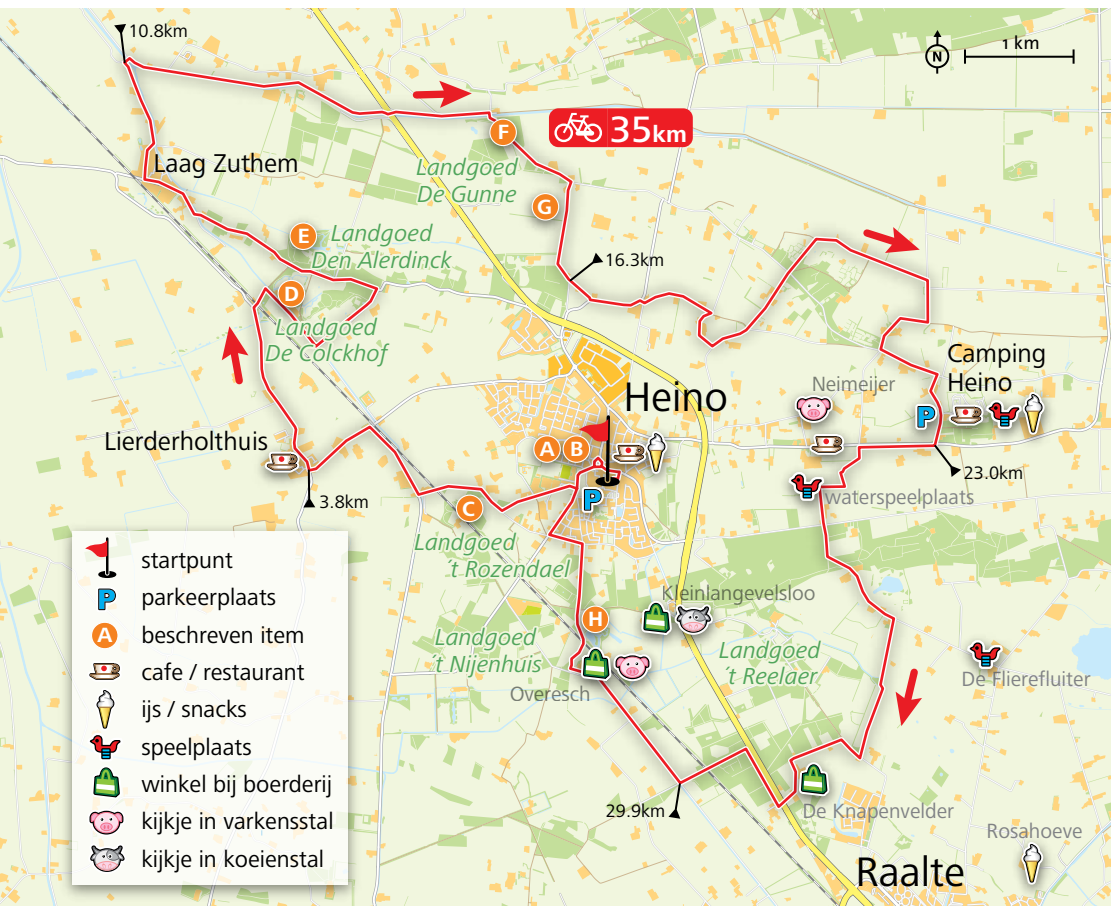 10.8km
N
1 km
35km
F
Laag Zuthem
Landgoed
De Gunne
G
E
Landgoed
Den Alerdinck
16.3km
D
Landgoed
De Colckhof
Camping
Heino
Neimeijer
Heino
P
Lierderholthuis
A
B
23.0km
3.8km
waterspeelplaats
P
C
Landgoed
't Rozendael
startpunt
P
parkeerplaats
A
beschreven item
cafe / restaurant
ijs / snacks
speelplaats
winkel bij boerderij
kijkje in varkensstal
kijkje in koeienstal
Kleinlangevelsloo
H
Landgoed
't Nijenhuis
Landgoed
't Reelaer
De Flierefluiter
Overesch
29.9km
De Knapenvelder
Rosahoeve
Raalte